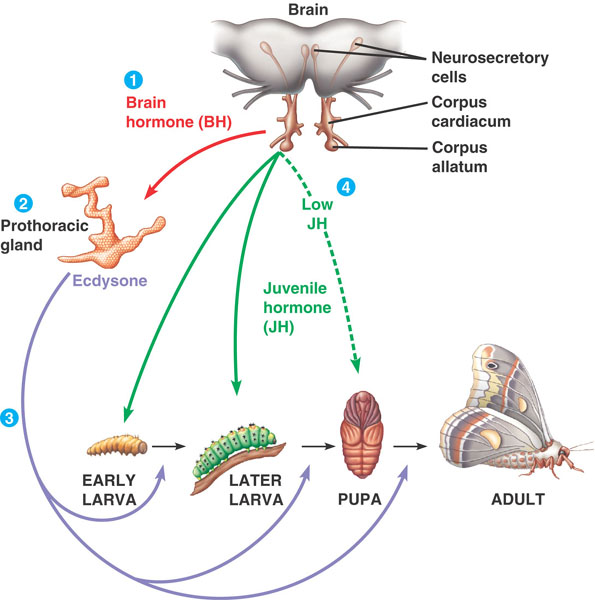 Brain
Neurosecretory
cells
1
Brain
hormone (BH)
Corpus
cardiacum
Corpus
allatum
2
Prothoracic
gland
4
Low
JH
Ecdysone
Juvenile
hormone
(JH)
3
EARLY
LARVA
LATER
LARVA
PUPA
ADULT